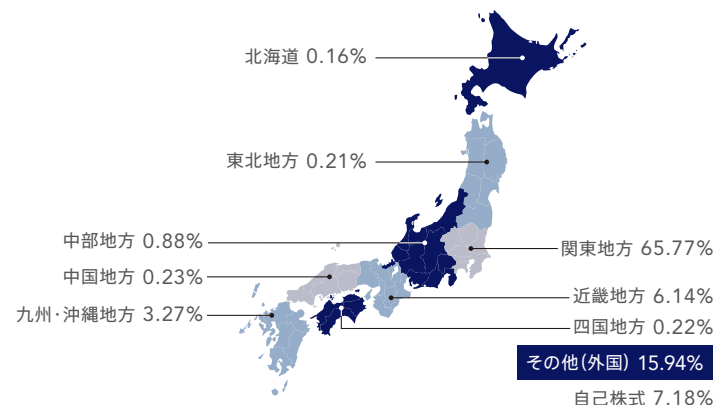 北海道 0.16%
東北地方 0.21%
中部地方 0.88%
中国地方 0.23%
九州・沖縄地方 3.27%
関東地方 65.77%
近畿地方 6.14%
四国地方 0.22%
その他(外国) 15.94%
自己株式 7.18%